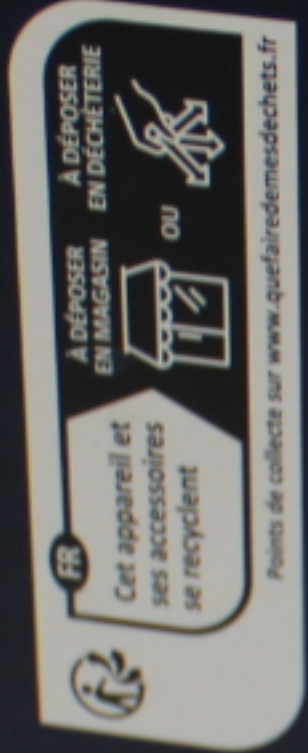 FR
Cet appareil et
ses accessoires
se recyclent
À DÉPOSER
EN MAGASIN
OU
À DÉPOSER
EN DÉCHÈTERIE
Points de collecte sur www.quefairedemesdechets.fr